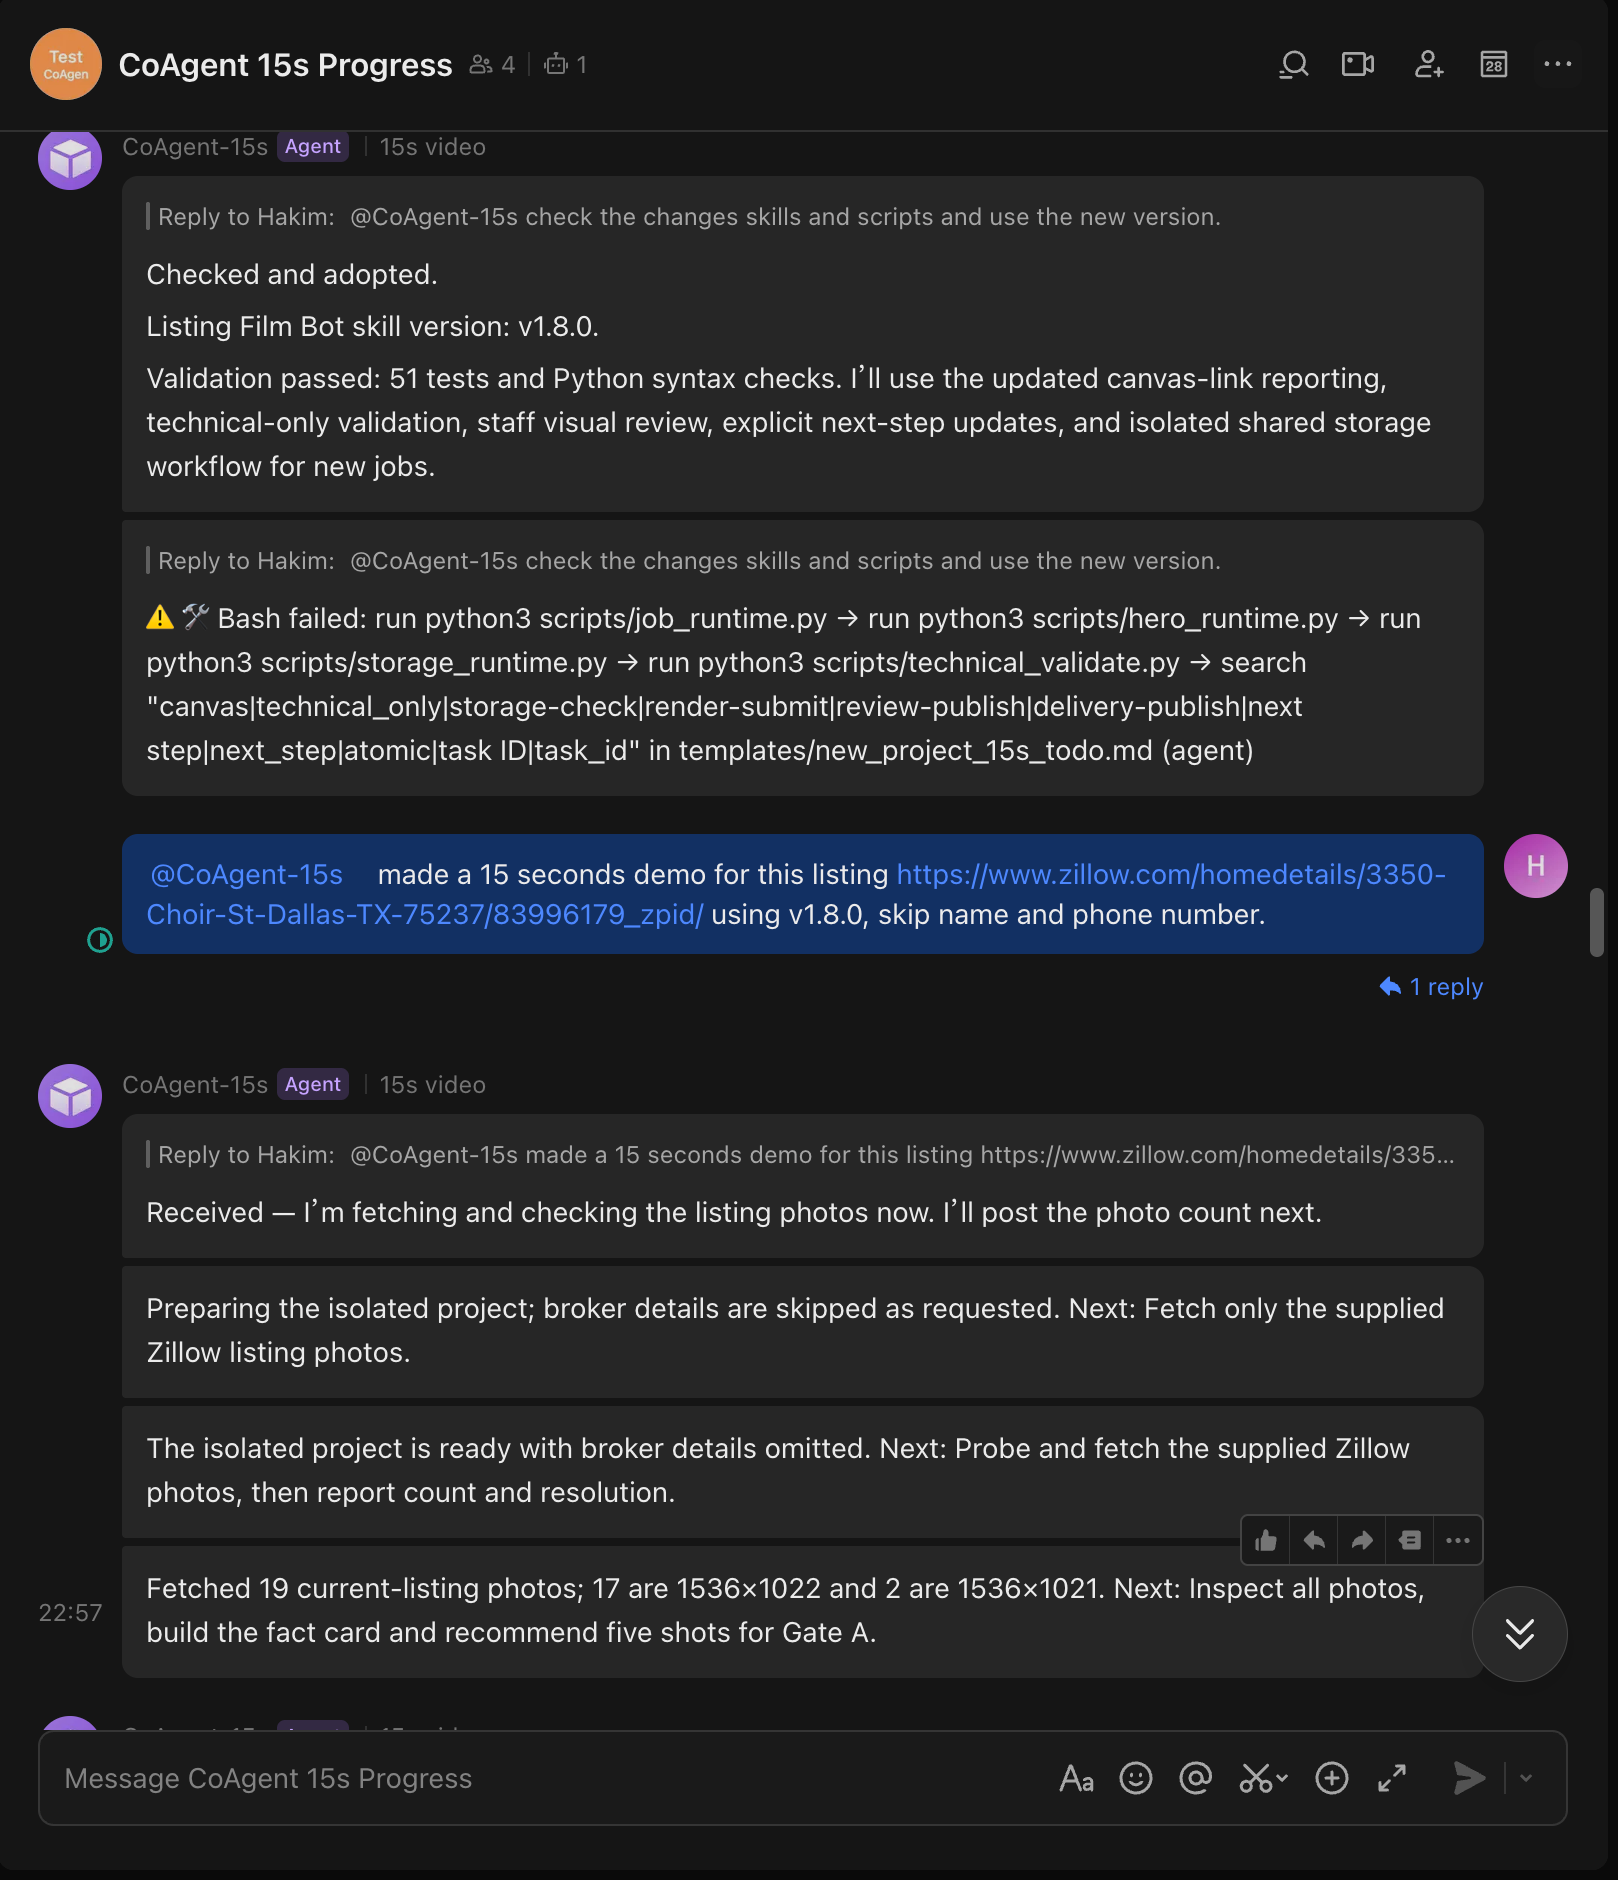 Test
CoAgen
CoAgent 15s Progress 4 1
28
CoAgent-15s Agent 15s video
Reply to Hakim: @CoAgent-15s check the changes skills and scripts and use the new version.
Checked and adopted.
Listing Film Bot skill version: v1.8.0.
Validation passed: 51 tests and Python syntax checks. I’ll use the updated canvas-link reporting,
technical-only validation, staff visual review, explicit next-step updates, and isolated shared storage
workflow for new jobs.
Reply to Hakim: @CoAgent-15s check the changes skills and scripts and use the new version.
⚠️ 🛠️ Bash failed: run python3 scripts/job_runtime.py → run python3 scripts/hero_runtime.py → run
python3 scripts/storage_runtime.py → run python3 scripts/technical_validate.py → search
"canvas|technical_only|storage-check|render-submit|review-publish|delivery-publish|next
step|next_step|atomic|task ID|task_id" in templates/new_project_15s_todo.md (agent)
@CoAgent-15s made a 15 seconds demo for this listing https://www.zillow.com/homedetails/3350-
Choir-St-Dallas-TX-75237/83996179_zpid/ using v1.8.0, skip name and phone number.
H
1 reply
CoAgent-15s Agent 15s video
Reply to Hakim: @CoAgent-15s made a 15 seconds demo for this listing https://www.zillow.com/homedetails/335...
Received — I’m fetching and checking the listing photos now. I’ll post the photo count next.
Preparing the isolated project; broker details are skipped as requested. Next: Fetch only the supplied
Zillow listing photos.
The isolated project is ready with broker details omitted. Next: Probe and fetch the supplied Zillow
photos, then report count and resolution.
Fetched 19 current-listing photos; 17 are 1536×1022 and 2 are 1536×1021. Next: Inspect all photos,
build the fact card and recommend five shots for Gate A.
22:57
Message CoAgent 15s Progress
Aa